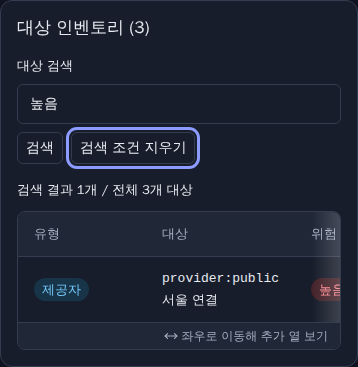 대상 인벤토리 (3)
대상 검색
높음
검색 검색 조건 지우기
검색 결과 1개 / 전체 3개 대상
유형 대상 위험
제공자 provider:public 높음
서울 연결
↔ 좌우로 이동해 추가 열 보기